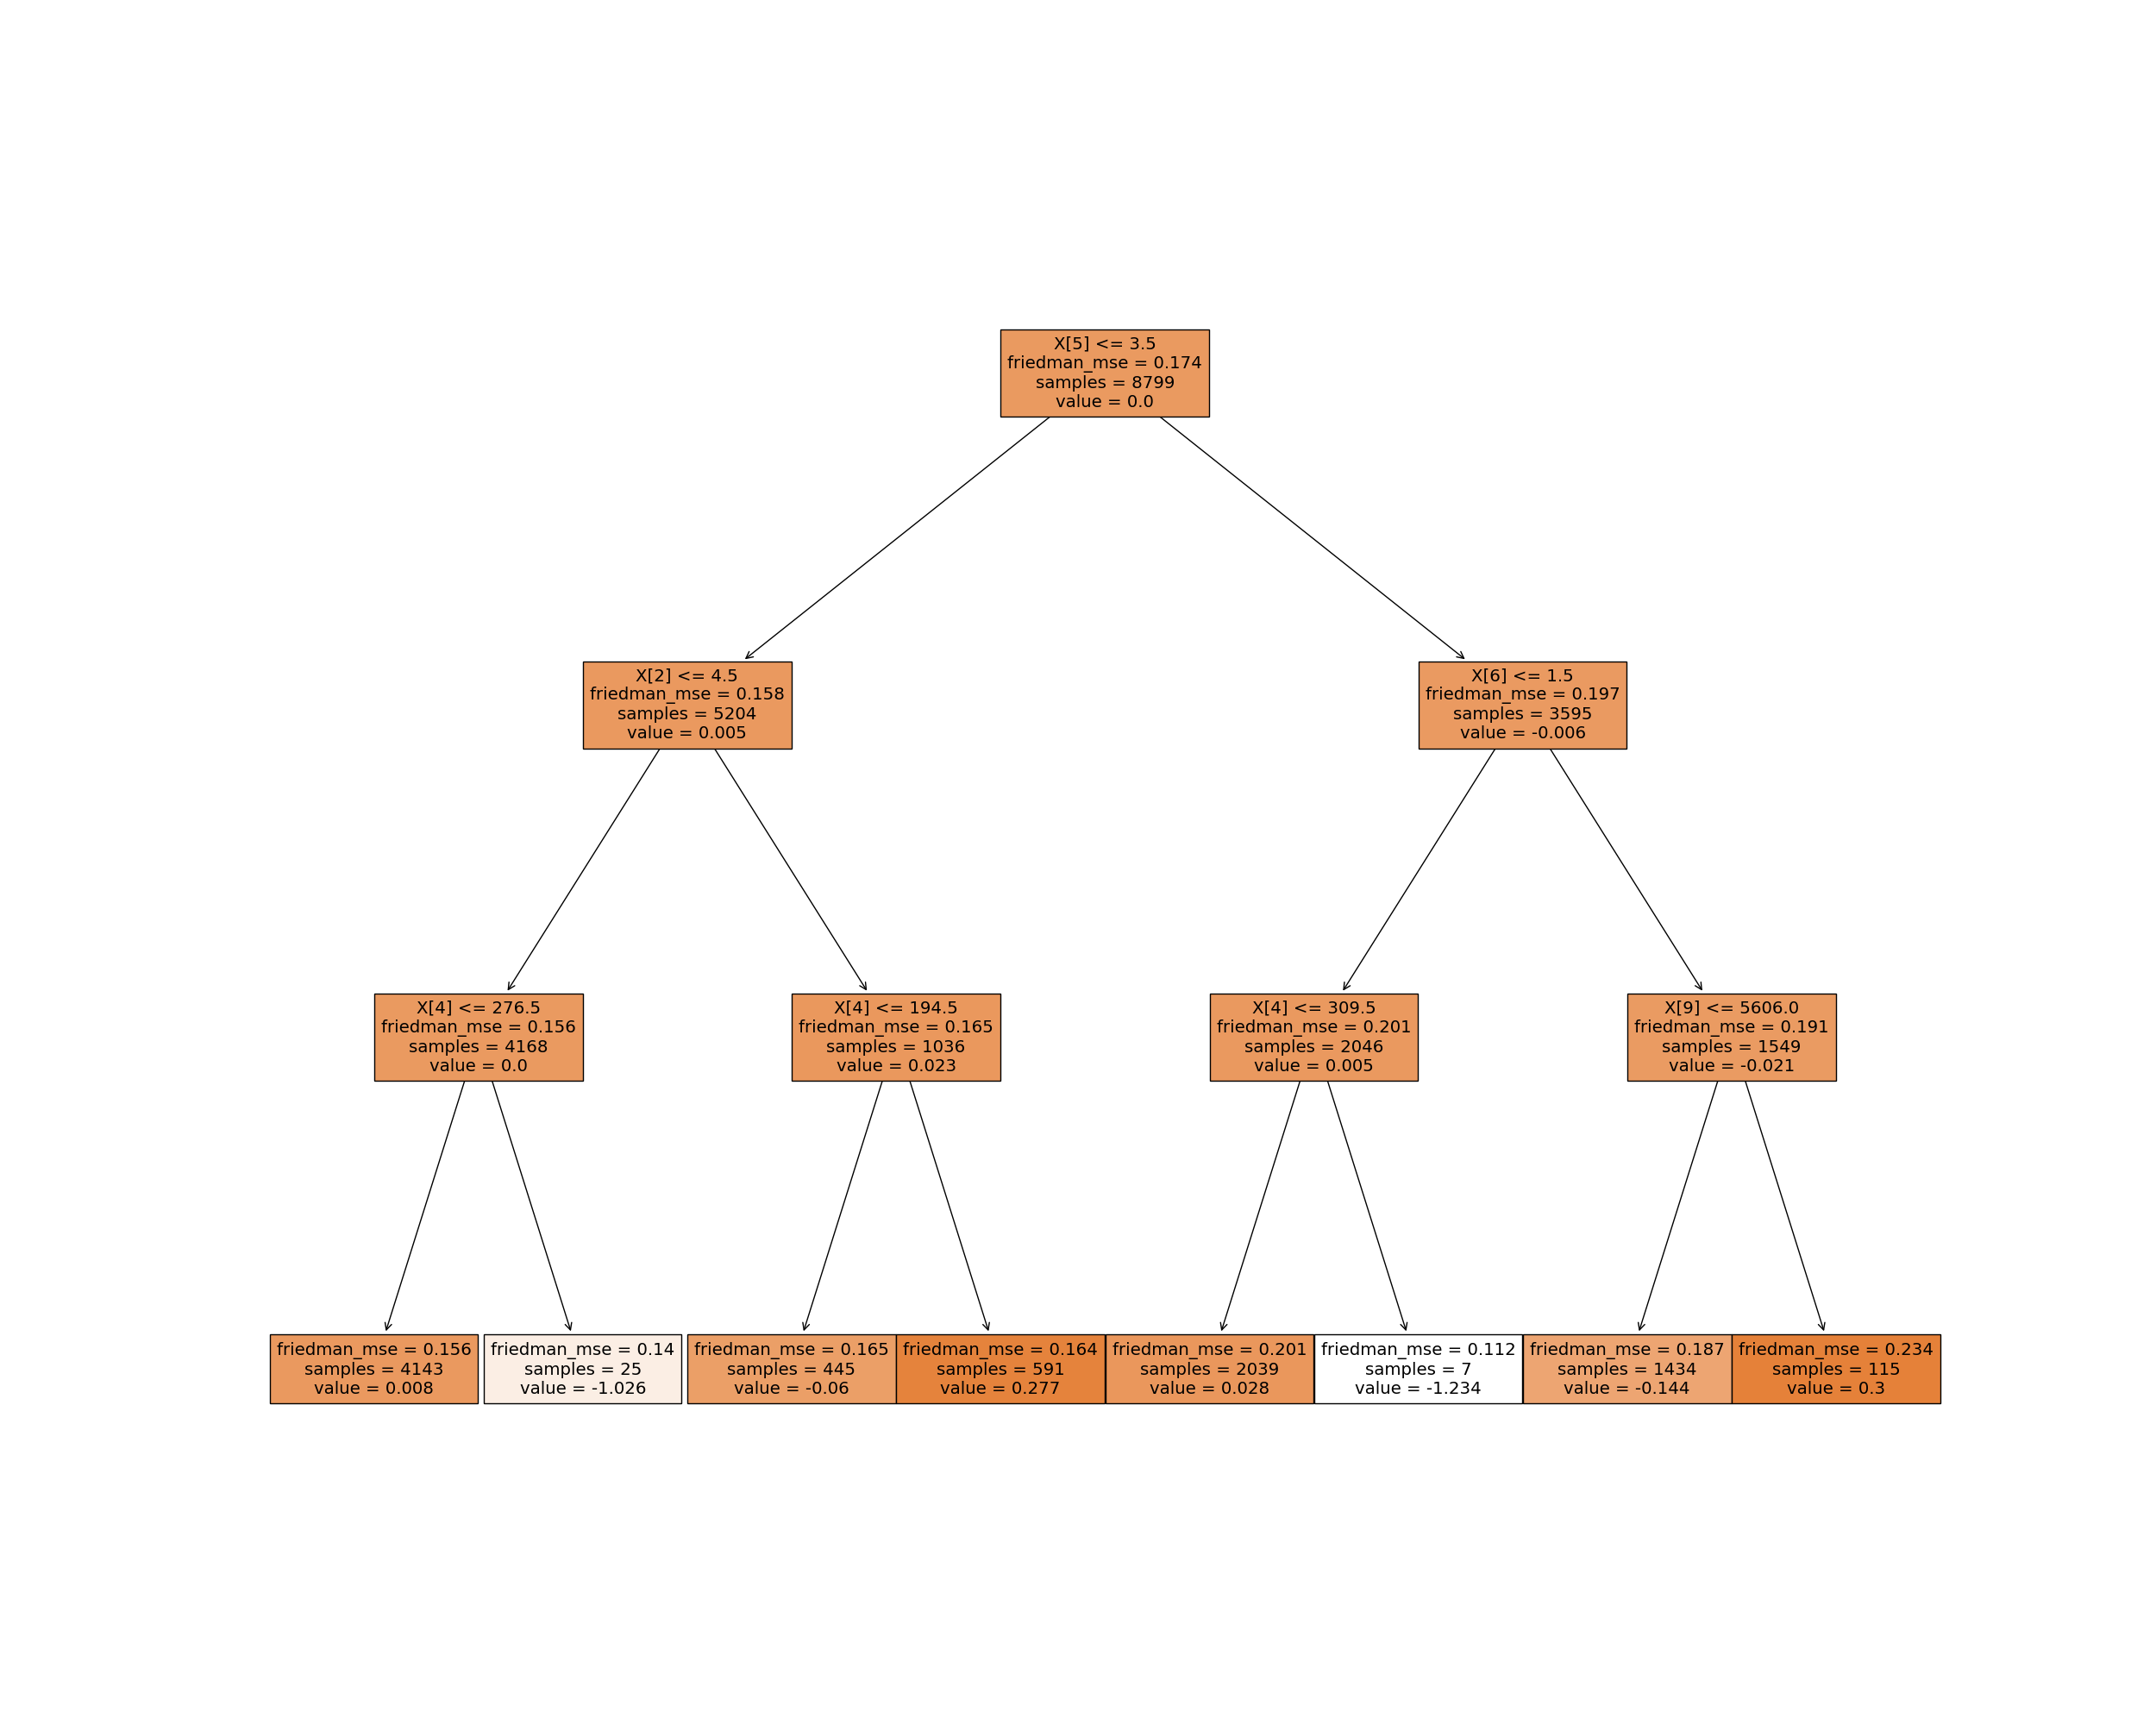 X[5] <= 3.5
friedman_mse = 0.174
samples = 8799
value = 0.0
X[2] <= 4.5
friedman_mse = 0.158
samples = 5204
value = 0.005
X[6] <= 1.5
friedman_mse = 0.197
samples = 3595
value = -0.006
X[4] <= 276.5
friedman_mse = 0.156
samples = 4168
value = 0.0
X[4] <= 194.5
friedman_mse = 0.165
samples = 1036
value = 0.023
X[4] <= 309.5
friedman_mse = 0.201
samples = 2046
value = 0.005
X[9] <= 5606.0
friedman_mse = 0.191
samples = 1549
value = -0.021
friedman_mse = 0.156
samples = 4143
value = 0.008
friedman_mse = 0.14
samples = 25
value = -1.026
friedman_mse = 0.165
samples = 445
value = -0.06
friedman_mse = 0.164
samples = 591
value = 0.277
friedman_mse = 0.201
samples = 2039
value = 0.028
friedman_mse = 0.112
samples = 7
value = -1.234
friedman_mse = 0.187
samples = 1434
value = -0.144
friedman_mse = 0.234
samples = 115
value = 0.3